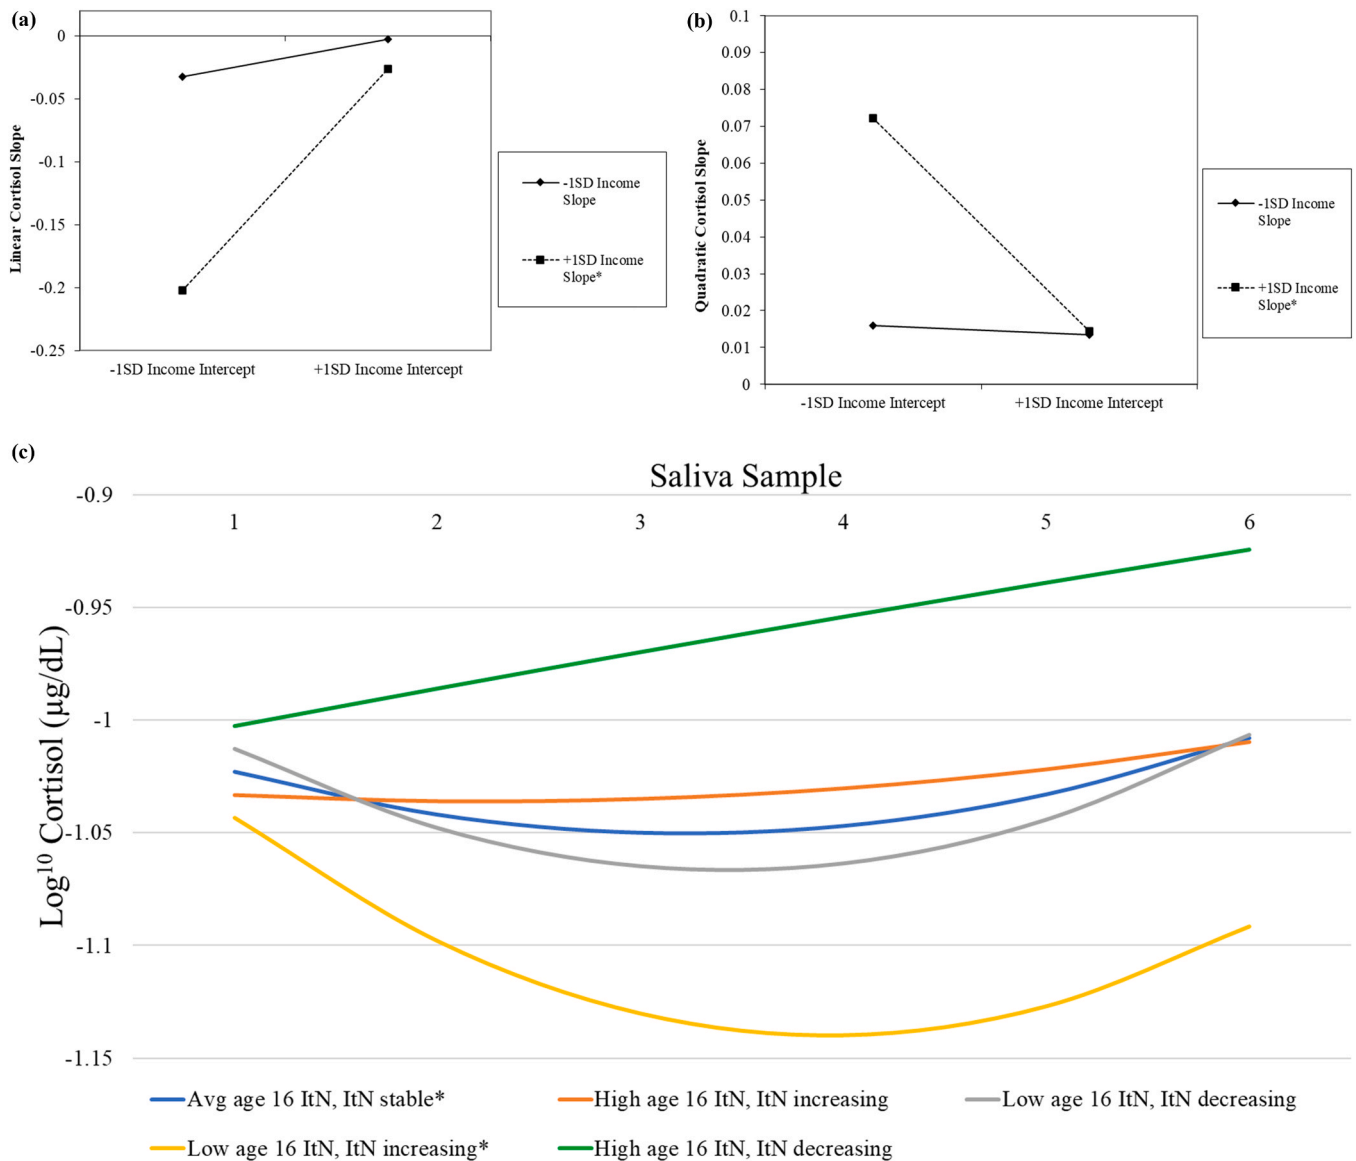 (a)
0
-0.05
-0.1
-0.15
-0.2
-0.25
Linear Cortisol Slope
-1SD Income Intercept
+1SD Income Intercept
-1SD Income
Slope
+1SD Income
Slope*
(b)
0.1
0.09
0.08
0.07
0.06
0.05
0.04
0.03
0.02
0.01
0
Quadratic Cortisol Slope
-1SD Income Intercept
+1SD Income Intercept
-1SD Income
Slope
+1SD Income
Slope*
(c)
Saliva Sample
-0.9
1 2 3 4 5 6
-0.95
-1
-1.05
-1.1
-1.15
Log¹⁰ Cortisol (µg/dL)
Avg age 16 ItN, ItN stable*
High age 16 ItN, ItN increasing
Low age 16 ItN, ItN decreasing
Low age 16 ItN, ItN increasing*
High age 16 ItN, ItN decreasing